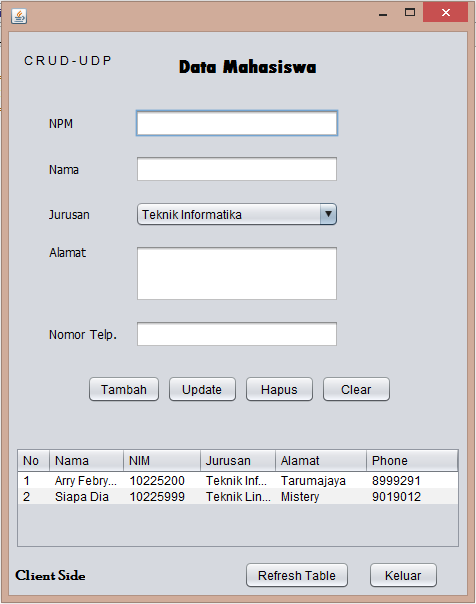 CRUD-UDP
Data Mahasiswa
NPM
Nama
Jurusan Teknik Informatika
Alamat
Nomor Telp.
Tambah Update Hapus Clear
No Nama NIM Jurusan Alamat Phone
1 Arry Febry... 10225200 Teknik Inf... Tarumajaya 8999291
2 Siapa Dia 10225999 Teknik Lin... Mistery 9019012
Client Side Refresh Table Keluar